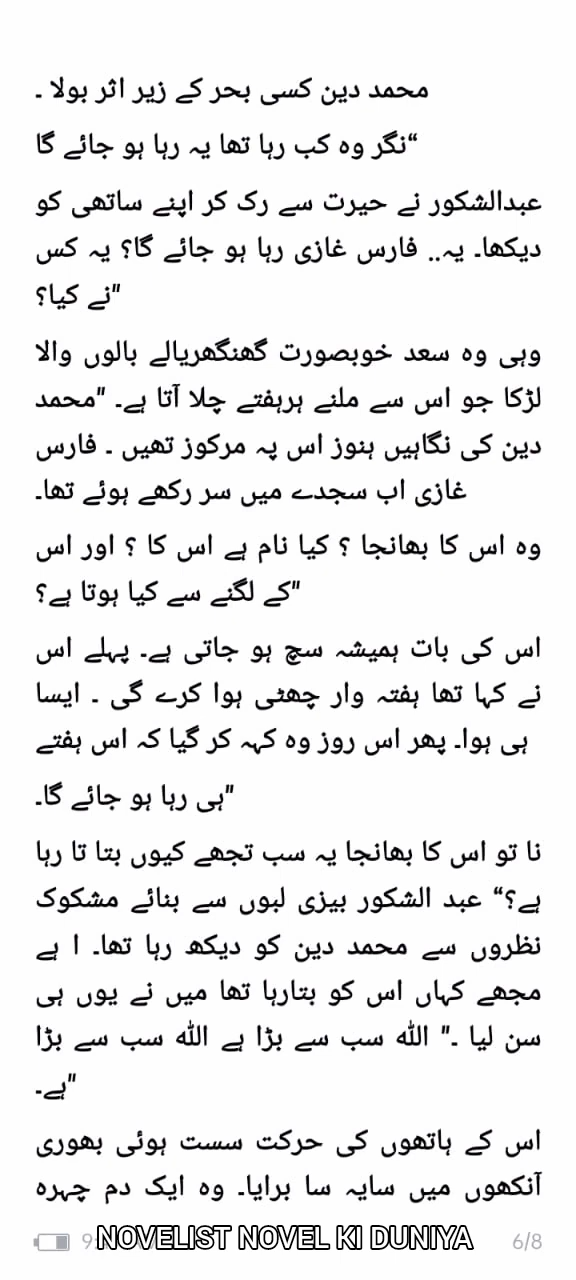 محمد دین کسی بحر کے زیر اثر بولا ۔
“نگر وہ کب رہا تھا یہ رہا ہو جائے گا
عبدالشکور نے حیرت سے رک کر اپنے ساتھی کو
دیکھا۔ یہ.. فارس غازی رہا ہو جائے گا؟ یہ کس
"نے کیا؟
وہی وہ سعد خوبصورت گھنگھریالے بالوں والا
لڑکا جو اس سے ملنے ہرہفتے چلا آتا ہے۔ "محمد
دین کی نگاہیں ہنوز اس پہ مرکوز تھیں ۔ فارس
غازی اب سجدے میں سر رکھے ہوئے تھا۔
وہ اس کا بھانجا ؟ کیا نام ہے اس کا ؟ اور اس
"کے لگنے سے کیا ہوتا ہے؟
اس کی بات ہمیشہ سچ ہو جاتی ہے۔ پہلے اس
نے کہا تھا ہفتہ وار چھٹی ہوا کرے گی ۔ ایسا
ہی ہوا۔ پھر اس روز وہ کہہ کر گیا کہ اس ہفتے
"ہی رہا ہو جائے گا۔
نا تو اس کا بھانجا یہ سب تجھے کیوں بتا تا رہا
ہے؟“ عبد الشکور بیزی لبوں سے بنائے مشکوک
نظروں سے محمد دین کو دیکھ رہا تھا۔ ا ہے
مجھے کہاں اس کو بتارہا تھا میں نے یوں ہی
سن لیا ۔" اللہ سب سے بڑا ہے اللہ سب سے بڑا
"ہے۔
اس کے ہاتھوں کی حرکت سست ہوئی بھوری
آنکھوں میں سایہ سا برایا۔ وہ ایک دم چہرہ
NOVELIST NOVEL KI DUNIYA 6/8